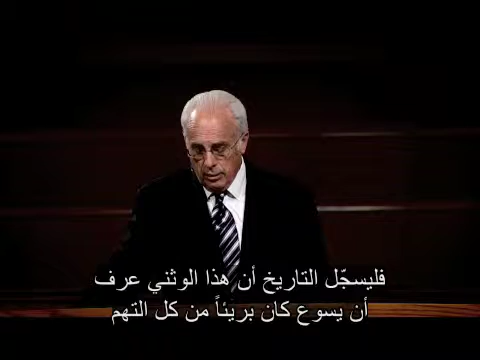 فليسجّل التاريخ أن هذا الوثني عرف
أن يسوع كان بريئاً من كل التهم